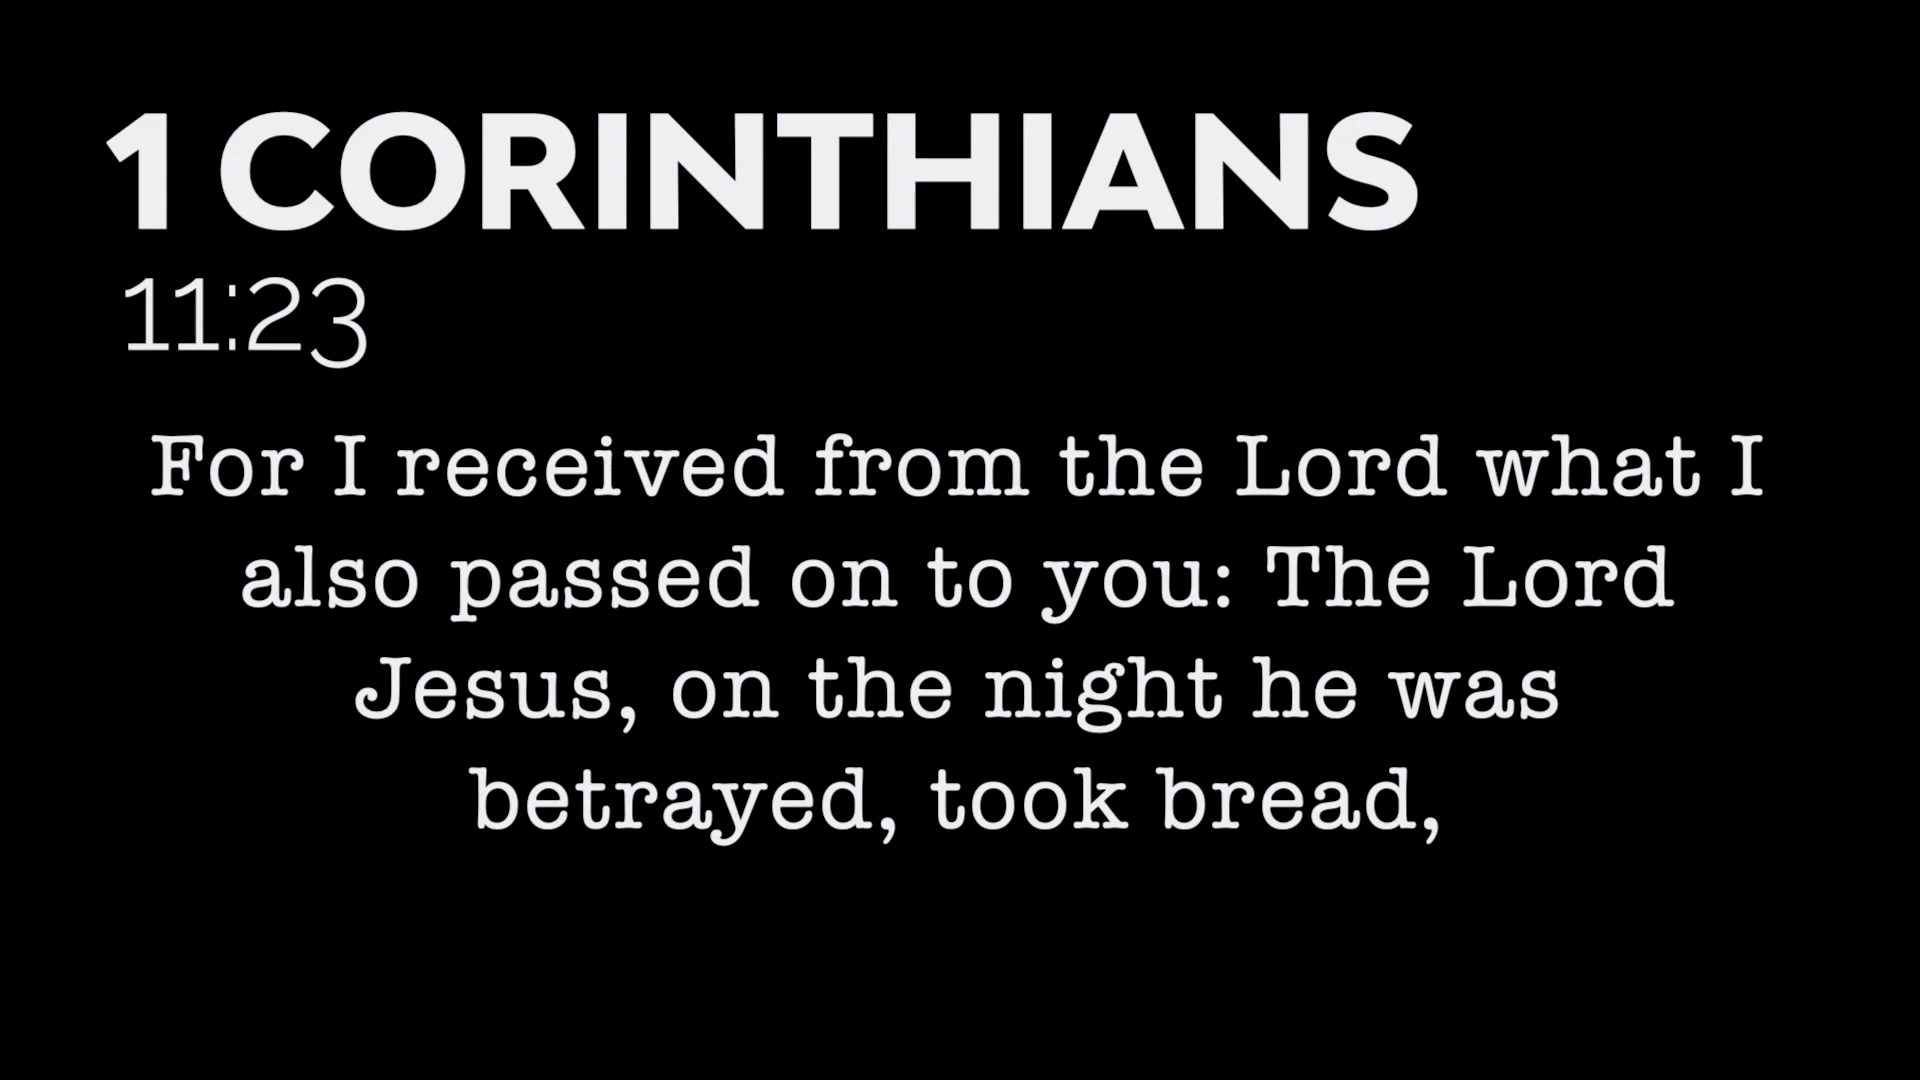 1 CORINTHIANS
11:23
For I received from the Lord what I
also passed on to you: The Lord
Jesus, on the night he was
betrayed, took bread,